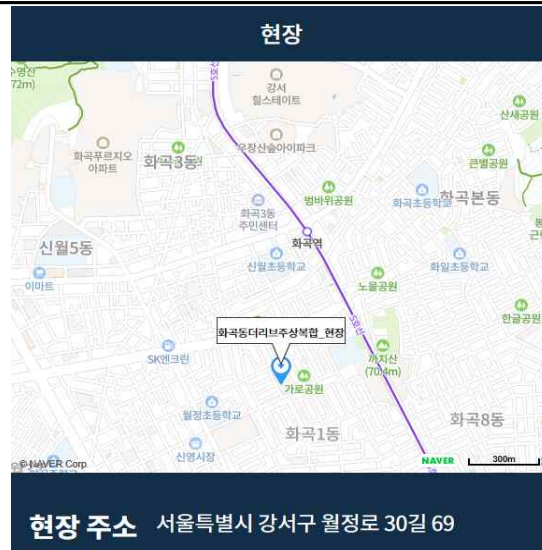 현장
수명산
72m)
5호선
강서
힐스테이트
산새공원
우장산숲아이파크
화곡푸르지오
아파트
화곡3동
큰별공원
범바위공원
화곡초등학교
화곡본동
화곡3동
주민센터
화곡역
신월5동
신월초등학교
화일초등학교
이마트
노을공원
한글공원
5호선
화곡동더리브주상복합_현장
까치산
(70.4m)
SK엔크린
가로공원
월정초등학교
화곡1동
화곡8동
신영시장
© NAVER Corp.
NAVER
300m
현장 주소 서울특별시 강서구 월정로 30길 69